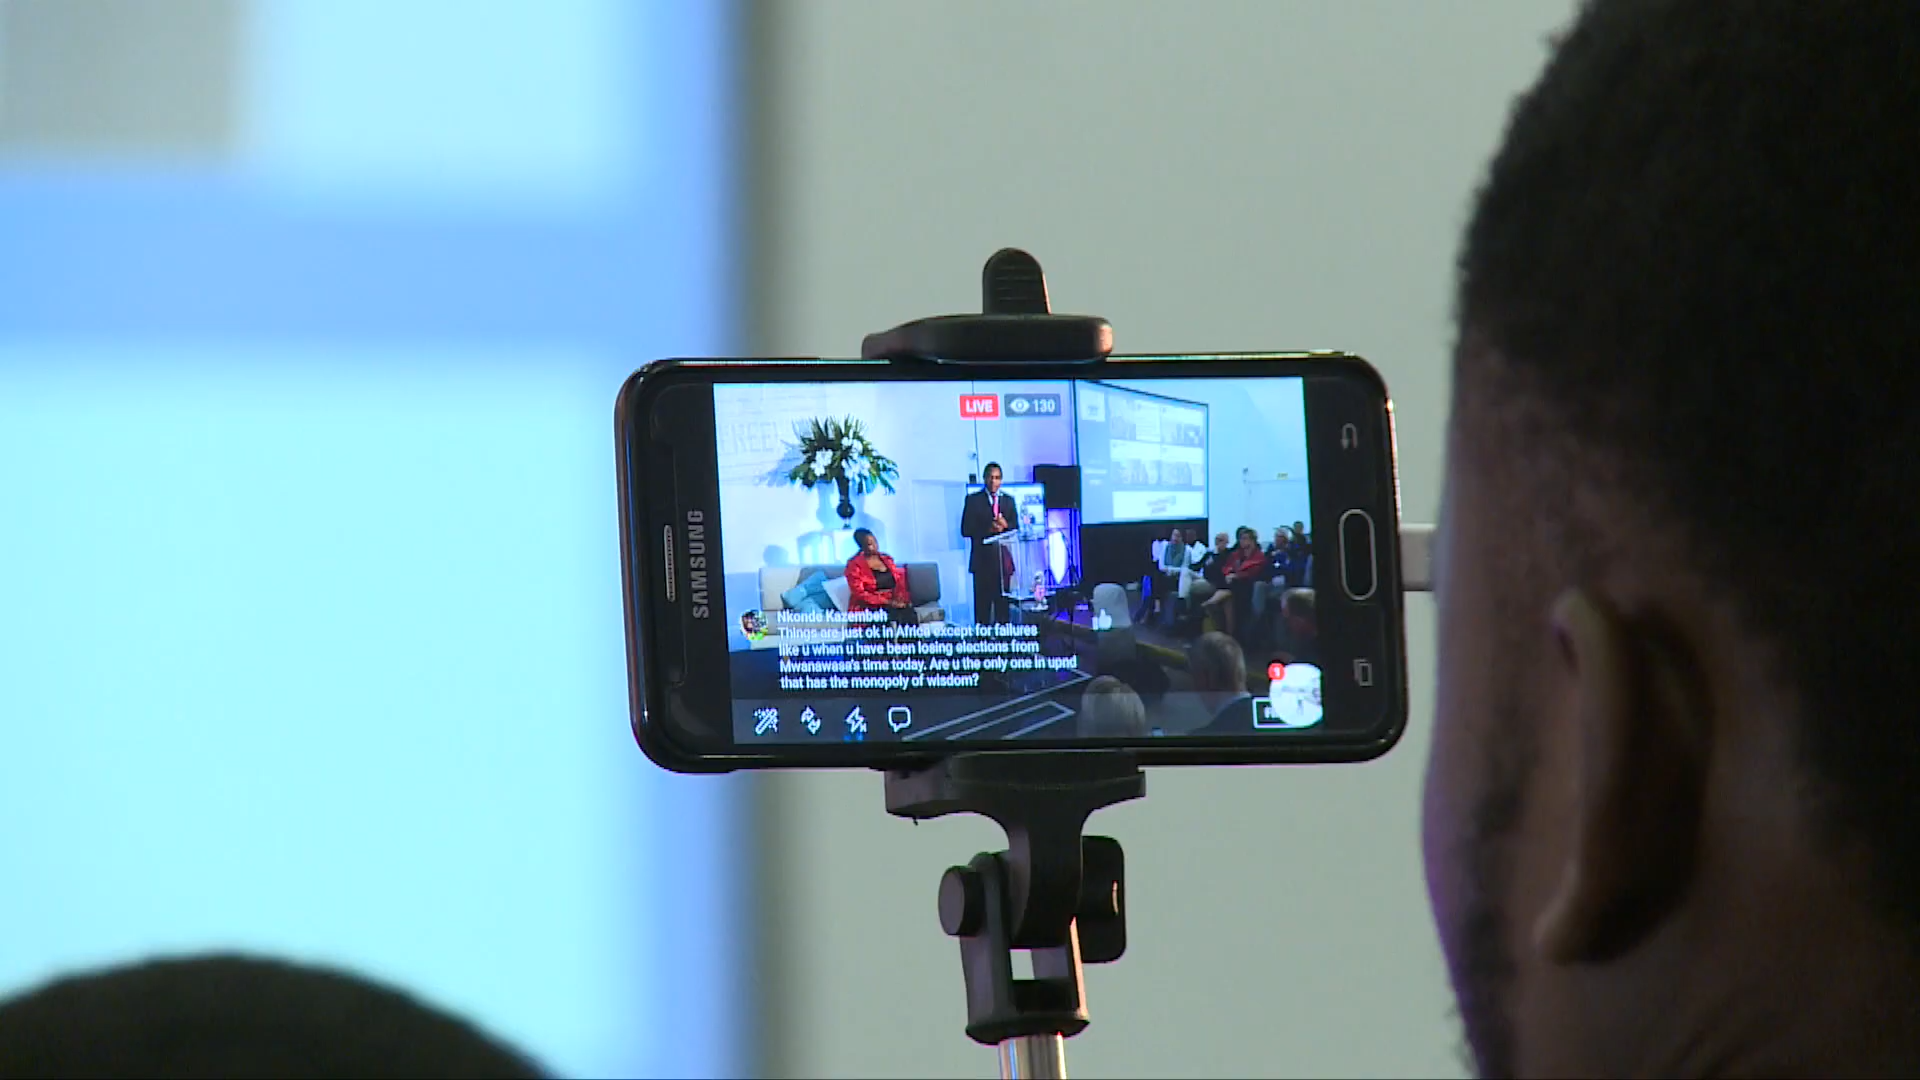 LIVE 130
SAMSUNG
Nkonde Kazembeh
Things are just ok in Africa except for failures
like u when u have been losing elections from
Mwanawasa's time today. Are u the only one in upnd
that has the monopoly of wisdom?
1